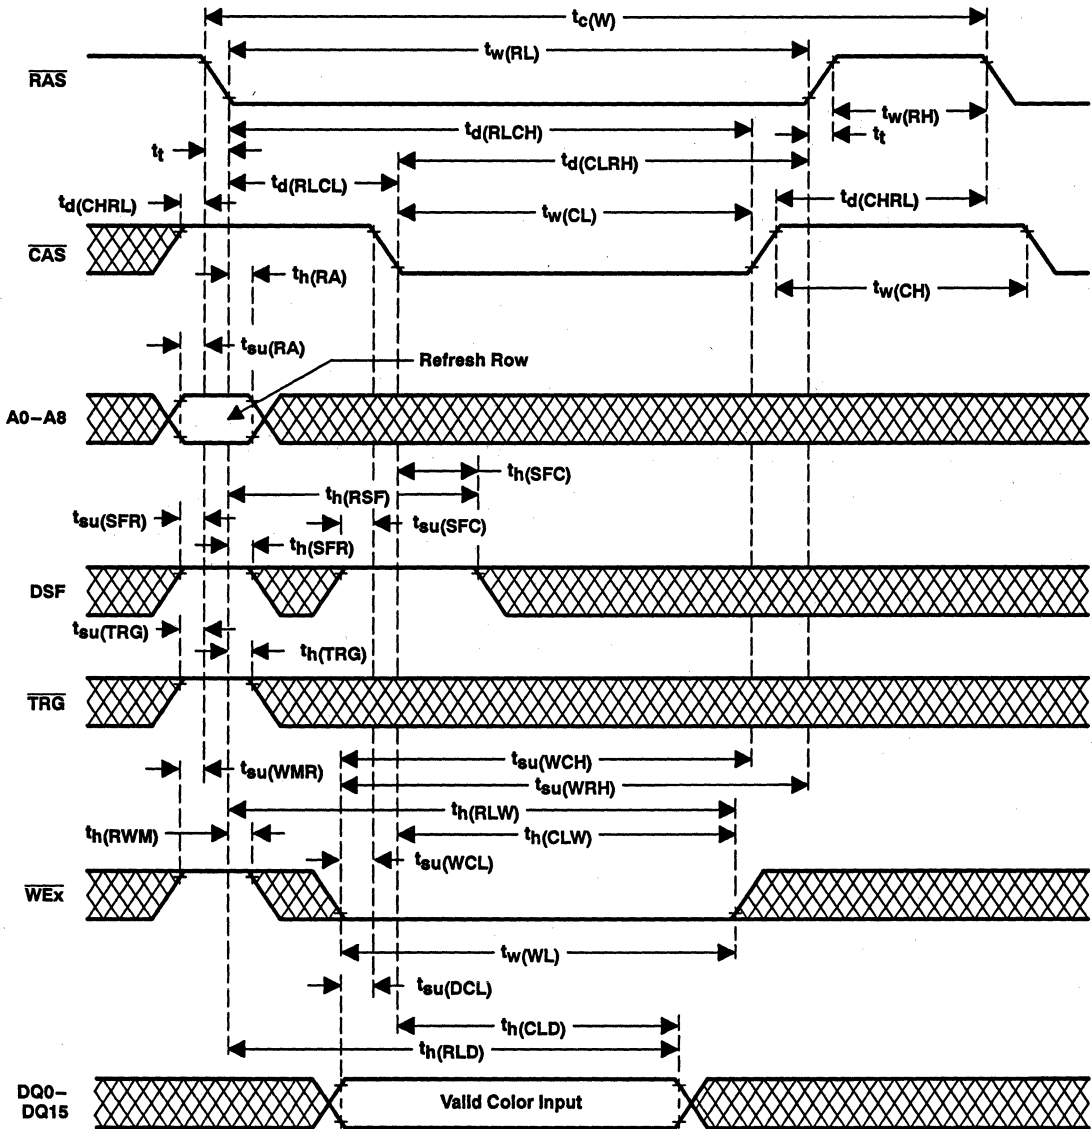 tc(W)
tw(RL)
RAS
tw(RH)
td(RLCH)
tt
tt
td(CLRH)
td(RLCL)
td(CHRL)
td(CHRL)
tw(CL)
CAS
th(RA)
tw(CH)
tsu(RA)
Refresh Row
A0–A8
th(SFC)
th(RSF)
tsu(SFR)
tsu(SFC)
th(SFR)
DSF
tsu(TRG)
th(TRG)
TRG
tsu(WCH)
tsu(WMR)
tsu(WRH)
th(RLW)
th(RWM)
th(CLW)
tsu(WCL)
WEx
tw(WL)
tsu(DCL)
th(CLD)
th(RLD)
DQ0–
DQ15
Valid Color Input